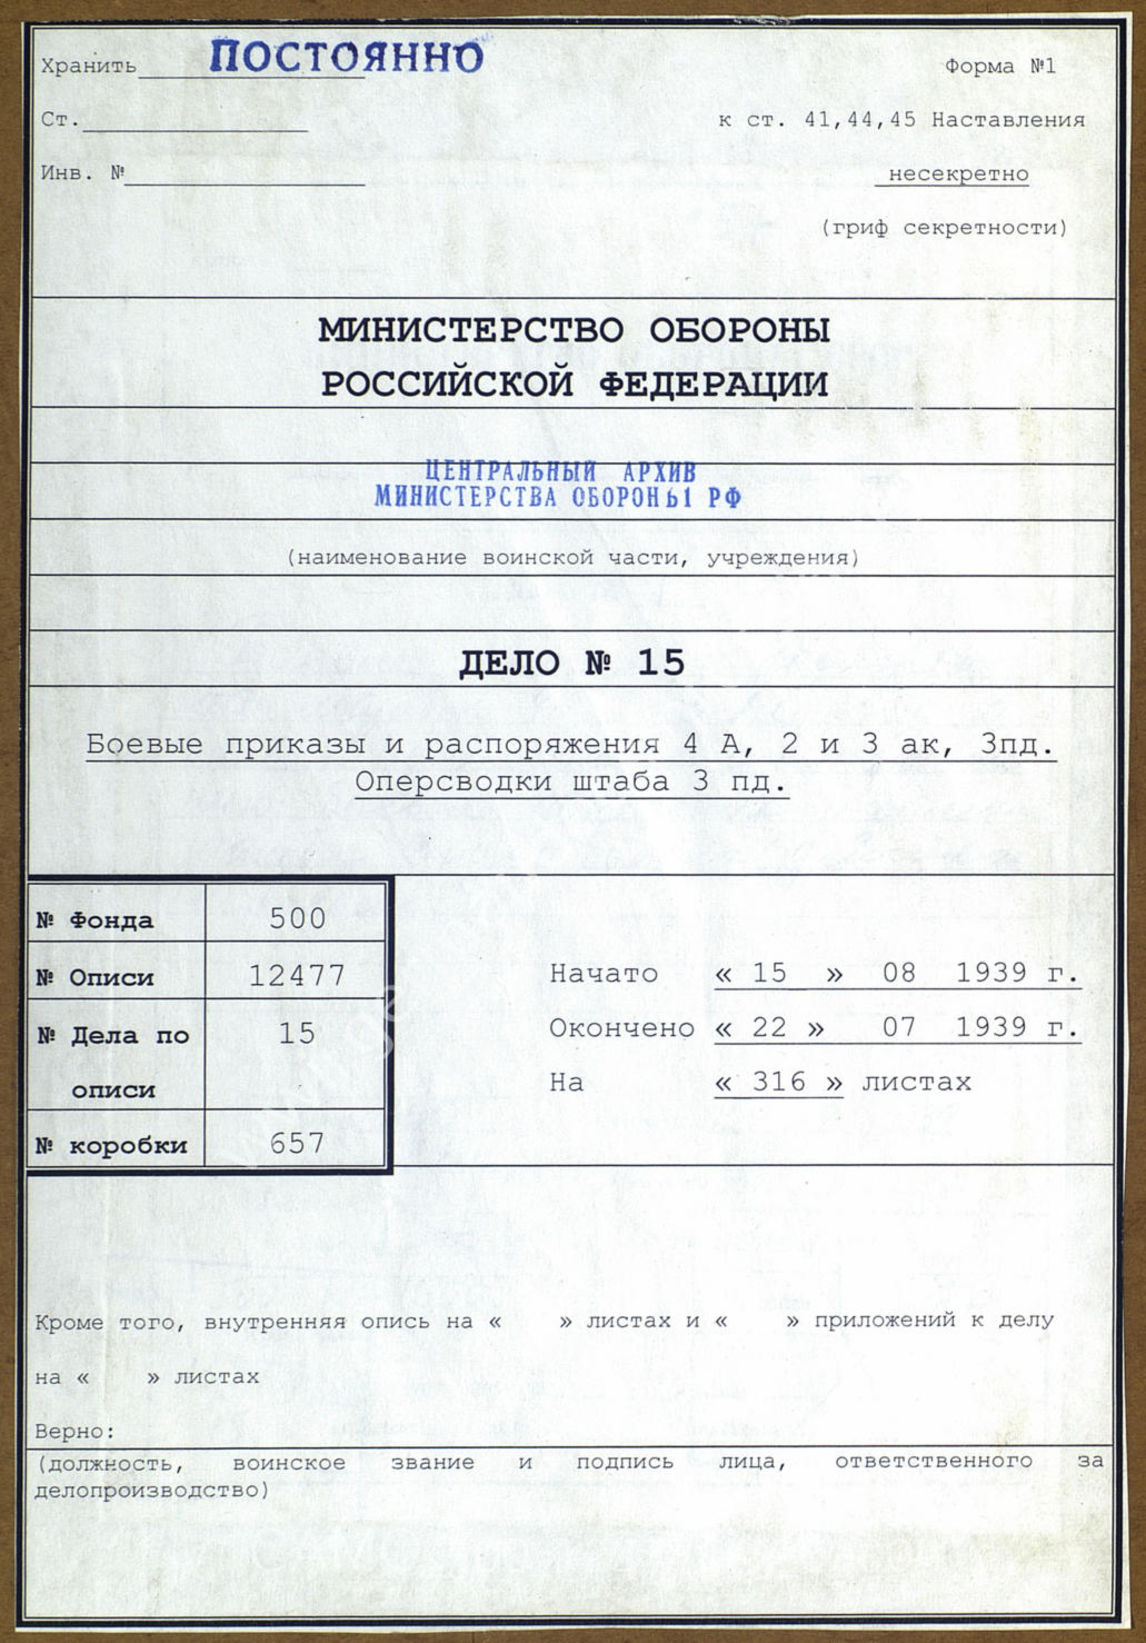 Хранить ПОСТОЯННО Форма №1
Ст. к ст. 41,44,45 Наставления
Инв. № несекретно
(гриф секретности)
МИНИСТЕРСТВО ОБОРОНЫ
РОССИЙСКОЙ ФЕДЕРАЦИИ
ЦЕНТРАЛЬНЫЙ АРХИВ
МИНИСТЕРСТВА ОБОРОНЫ РФ
(наименование воинской части, учреждения)
ДЕЛО № 15
Боевые приказы и распоряжения 4 А, 2 и 3 ак, 3пд.
Оперсводки штаба 3 пд.
№ Фонда 500
№ Описи 12477
№ Дела по 15
описи
№ коробки 657
Начато « 15 » 08 1939 г.
Окончено « 22 » 07 1939 г.
На « 316 » листах
Кроме того, внутренняя опись на « » листах и « » приложений к делу
на « » листах
Верно:
(должность, воинское звание и подпись лица, ответственного за
делопроизводство)